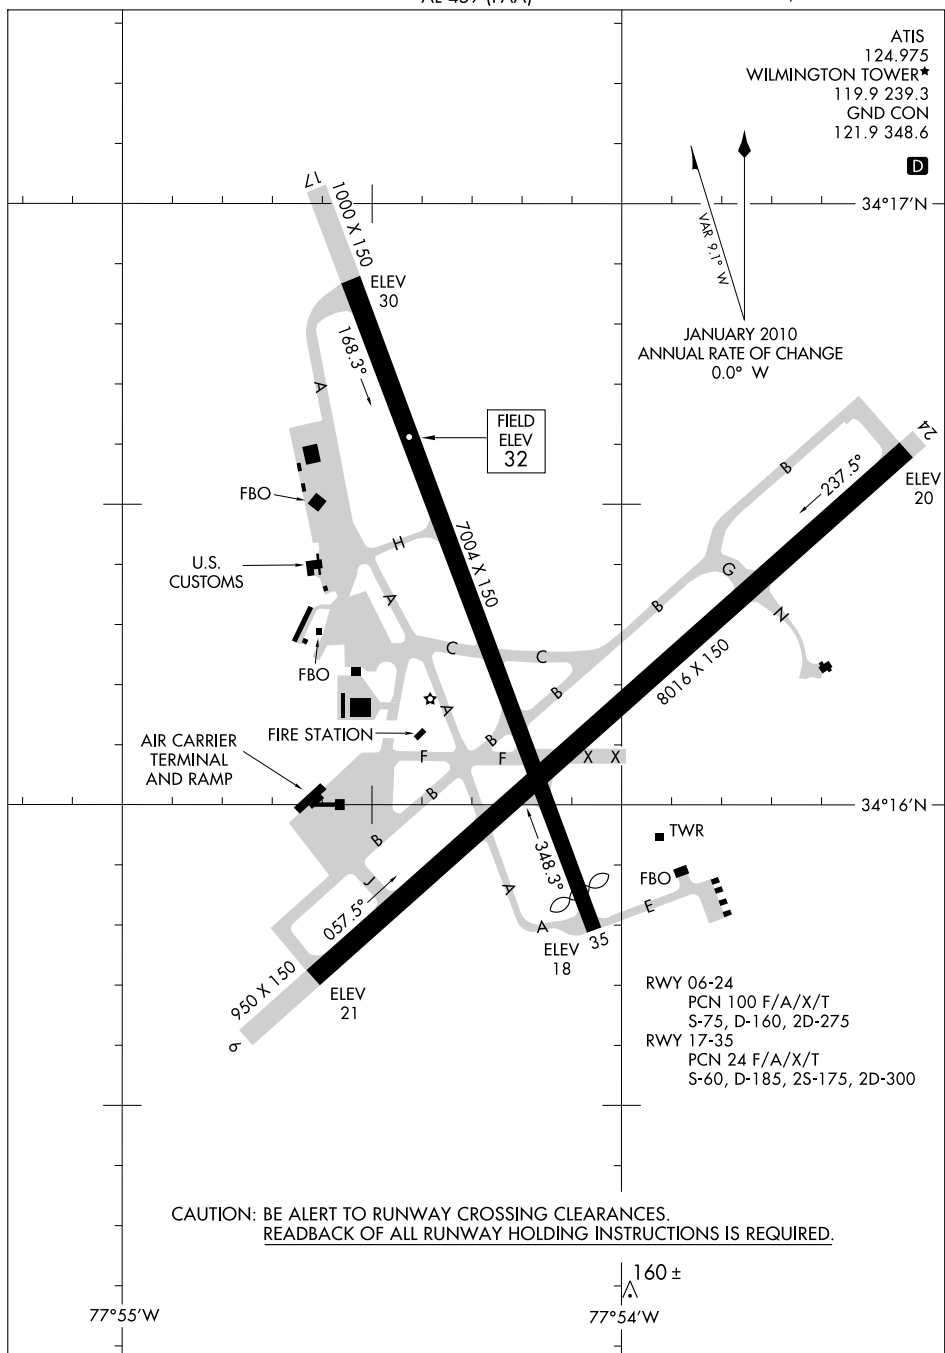 ATIS
124.975
WILMINGTON TOWER★
119.9 239.3
GND CON
121.9 348.6
D
34°17'N
VAR 9.1° W
JANUARY 2010
ANNUAL RATE OF CHANGE
0.0° W
17
1000 X 150
ELEV
30
168.3°
A
FIELD
ELEV
32
24
B
237.5°
ELEV
20
FBO
7004 X 150
H
U.S.
CUSTOMS
G
A
B
N
C
C
FBO
B
8016 X 150
A
FIRE STATION
B
AIR CARRIER
TERMINAL
AND RAMP
F
F
X
X
B
34°16'N
TWR
B
348.3°
J
FBO
A
E
057.5°
A
35
ELEV
18
950 X 150
ELEV
21
6
RWY 06-24
PCN 100 F/A/X/T
S-75, D-160, 2D-275
RWY 17-35
PCN 24 F/A/X/T
S-60, D-185, 2S-175, 2D-300
CAUTION: BE ALERT TO RUNWAY CROSSING CLEARANCES.
READBACK OF ALL RUNWAY HOLDING INSTRUCTIONS IS REQUIRED.
160 ±
77°55'W
77°54'W